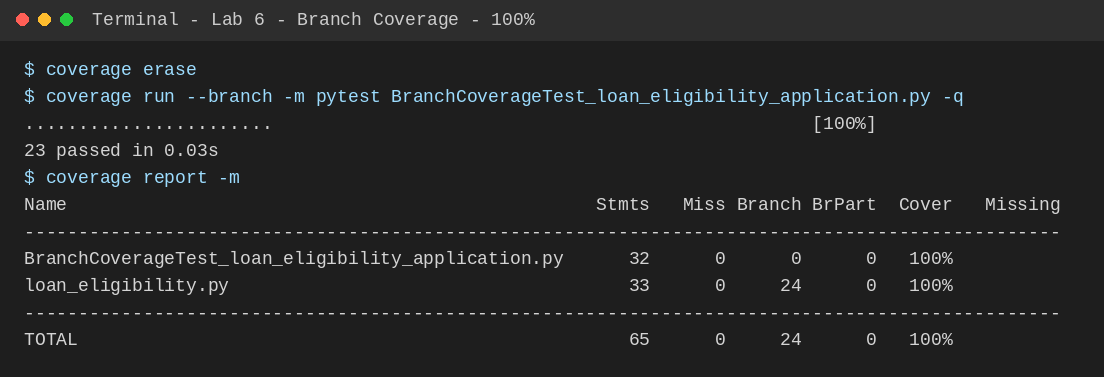 Terminal - Lab 6 - Branch Coverage - 100%
$ coverage erase
$ coverage run --branch -m pytest BranchCoverageTest_loan_eligibility_application.py -q
....................... [100%]
23 passed in 0.03s
$ coverage report -m
Name Stmts Miss Branch BrPart Cover Missing
------------------------------------------------------------------------------------------------
BranchCoverageTest_loan_eligibility_application.py 32 0 0 0 100%
loan_eligibility.py 33 0 24 0 100%
------------------------------------------------------------------------------------------------
TOTAL 65 0 24 0 100%